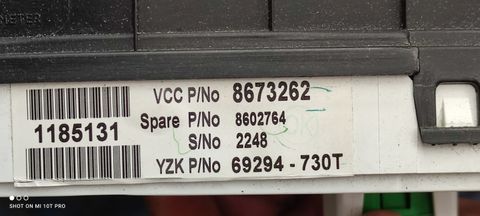 METER
VCC P/No 8673262
1185131
Spare P/No 8602764
S/No 2248
YZK P/No 69294 - 730T
SHOT ON MI 10T PRO